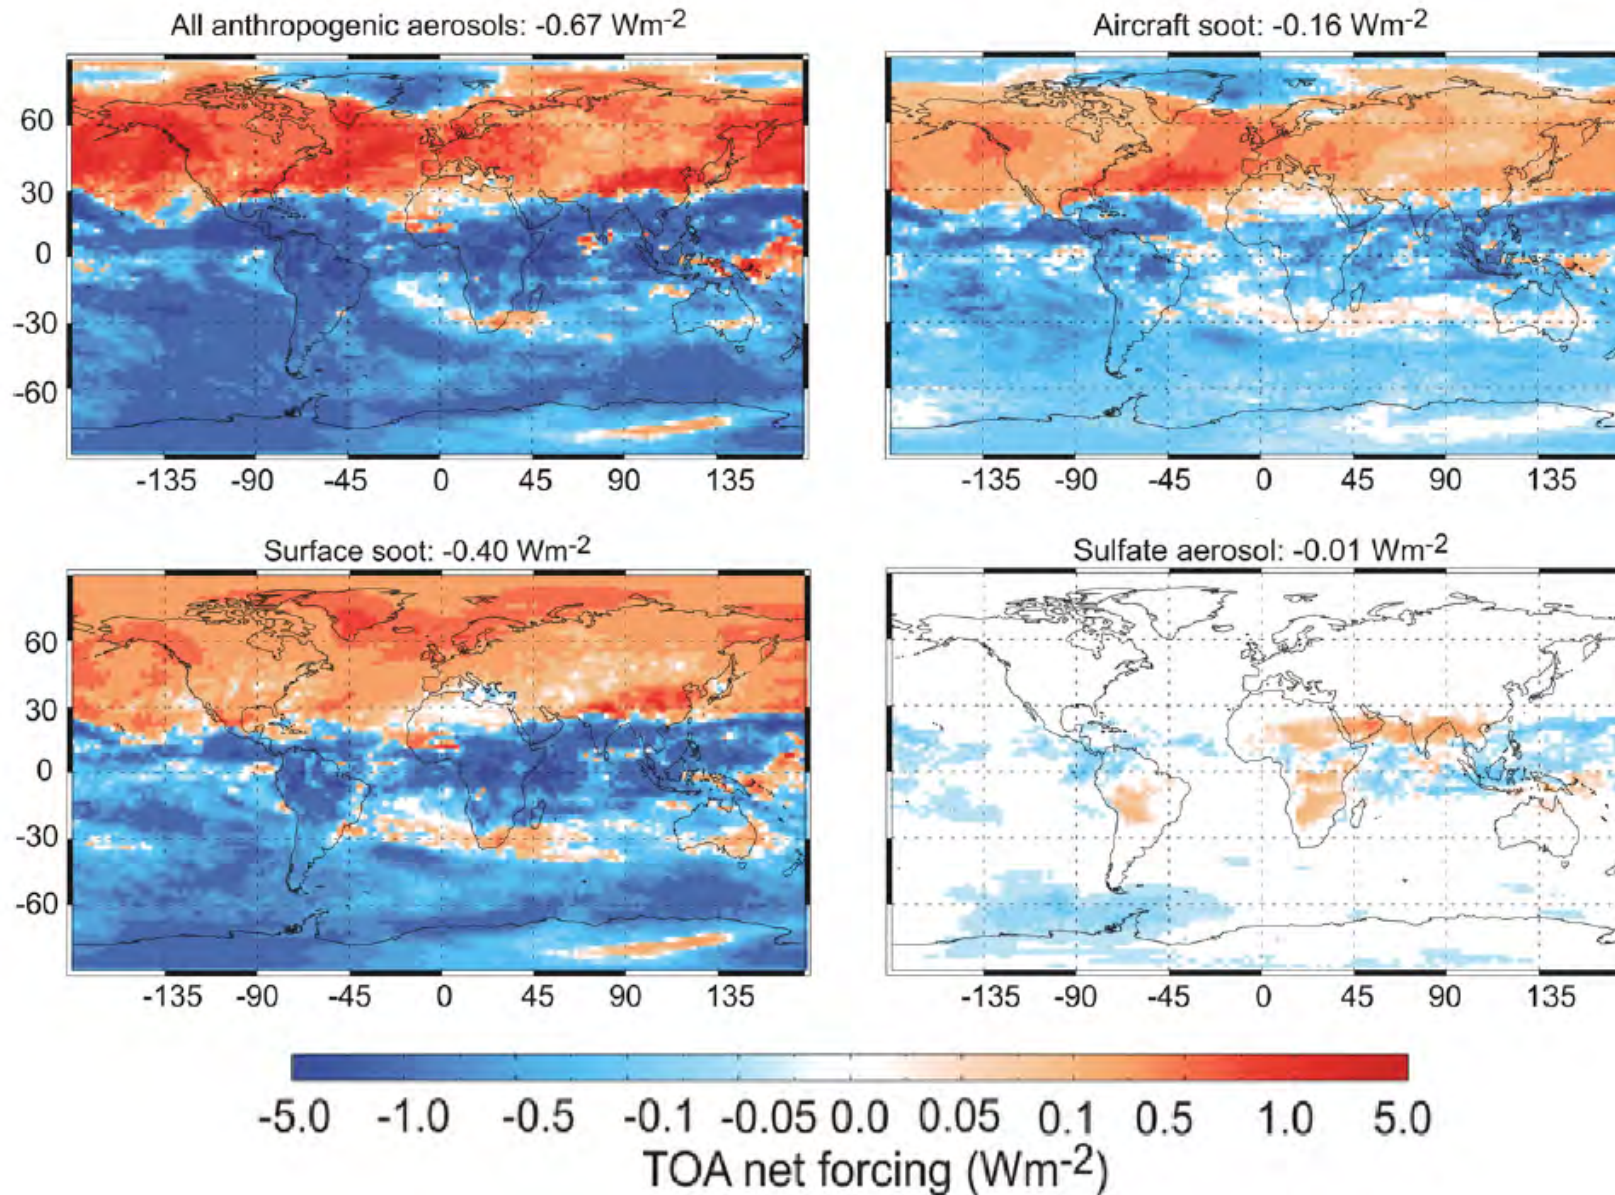 All anthropogenic aerosols: -0.67 Wm-2
Aircraft soot: -0.16 Wm-2
60
30
0
-30
-60
-135 -90 -45 0 45 90 135
-135 -90 -45 0 45 90 135
Surface soot: -0.40 Wm-2
Sulfate aerosol: -0.01 Wm-2
60
30
0
-30
-60
-135 -90 -45 0 45 90 135
-135 -90 -45 0 45 90 135
-5.0 -1.0 -0.5 -0.1 -0.05 0.0 0.05 0.1 0.5 1.0 5.0
TOA net forcing (Wm-2)